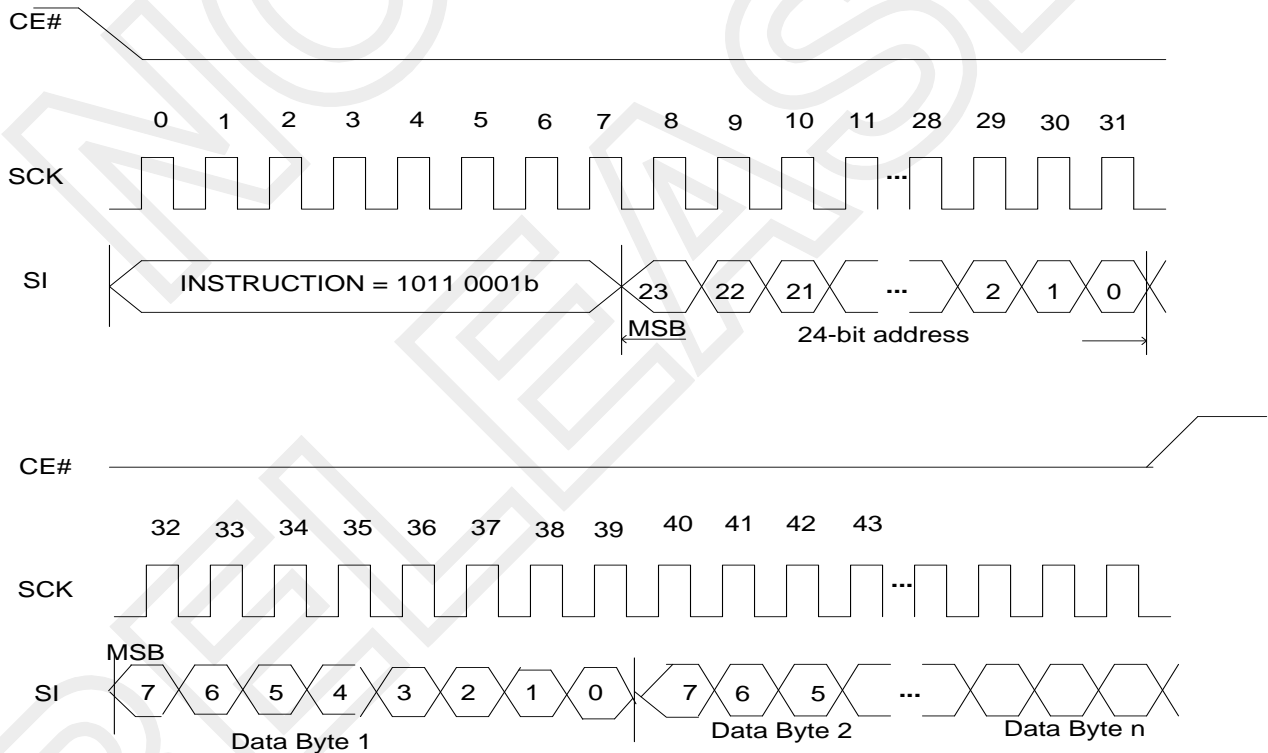 CE#
0 1 2 3 4 5 6 7 8 9 10 11 28 29 30 31
SCK ...
SI INSTRUCTION = 1011 0001b 23 22 21 ... 2 1 0
MSB 24-bit address
CE#
32 33 34 35 36 37 38 39 40 41 42 43
SCK ...
MSB
SI 7 6 5 4 3 2 1 0 7 6 5 ...
Data Byte 1 Data Byte 2 Data Byte n